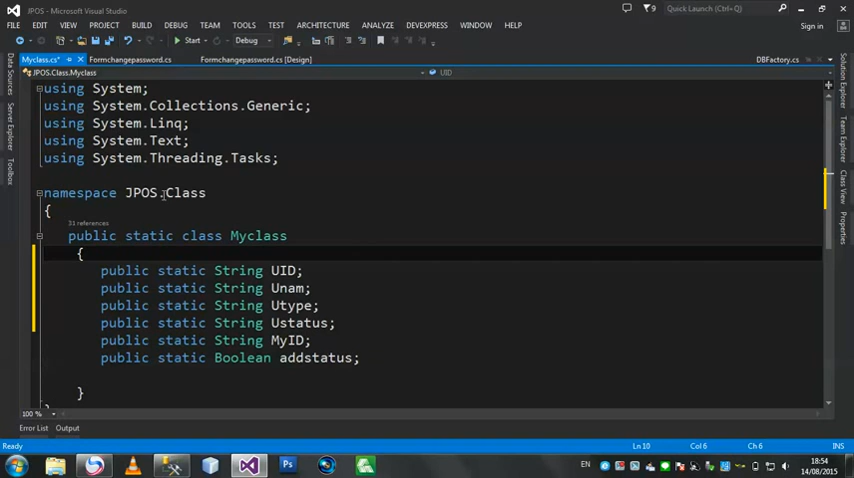 JPOS - Microsoft Visual Studio
Quick Launch (Ctrl+Q)
FILE EDIT VIEW PROJECT BUILD DEBUG TEAM TOOLS TEST ARCHITECTURE ANALYZE DEVEXPRESS WINDOW HELP
Sign in
Start Debug
Myclass.cs* Formchangepassword.cs Formchangepassword.cs [Design] DBFactory.cs
JPOS.Class.Myclass UID
Data Sources
Server Explorer
Toolbox
using System;
using System.Collections.Generic;
using System.Linq;
using System.Text;
using System.Threading.Tasks;
namespace JPOS.Class
{
31 references
public static class Myclass
{
public static String UID;
public static String Unam;
public static String Utype;
public static String Ustatus;
public static String MyID;
public static Boolean addstatus;
}
}
Solution Explorer
Team Explorer
Class View
Properties
100 %
Error List Output
Ready Ln 10 Col 6 Ch 6 INS
Ps
EN
18:54
14/08/2015